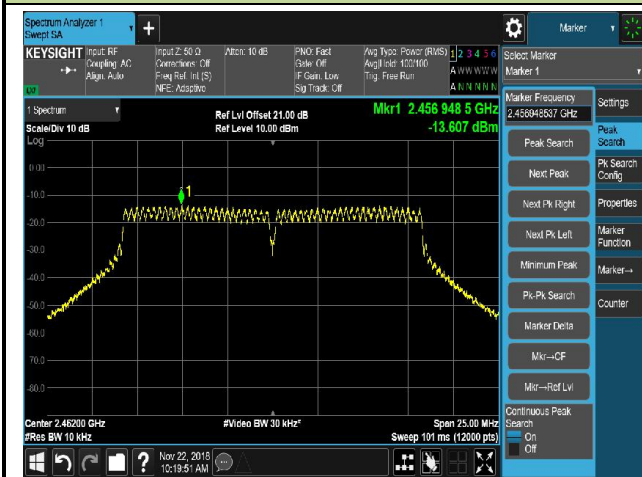 Spectrum Analyzer 1
Swept SA
+
Marker
KEYSIGHT
Input: RF
Coupling: AC
Align: Auto
Input Z: 50 Ω
Corrections: Off
Freq Ref: Int (S)
NFE: Adaptive
Atten: 10 dB
PNO: Fast
Gate: Off
IF Gain: Low
Sig Track: Off
Avg Type: Power (RMS)
Avg|Hold: 100/100
Trig: Free Run
1 2 3 4 5 6
A W W W W W
A N N N N N
Select Marker
Marker 1
1 Spectrum
Scale/Div 10 dB
Log
Ref Lvl Offset 21.00 dB
Ref Level 10.00 dBm
Mkr1 2.456 948 5 GHz
-13.607 dBm
0.00
-10.0
-20.0
-30.0
-40.0
-50.0
-60.0
-70.0
-80.0
1
Center 2.46200 GHz
#Res BW 10 kHz
#Video BW 30 kHz*
Span 25.00 MHz
Sweep 101 ms (12000 pts)
Marker Frequency
2.456948537 GHz
Peak Search
Next Peak
Next Pk Right
Next Pk Left
Minimum Peak
Pk-Pk Search
Marker Delta
Mkr→CF
Mkr→Ref Lvl
Continuous Peak
Search
On
Off
Settings
Peak
Search
Pk Search
Config
Properties
Marker
Function
Marker→
Counter
?
Nov 22, 2018
10:19:51 AM